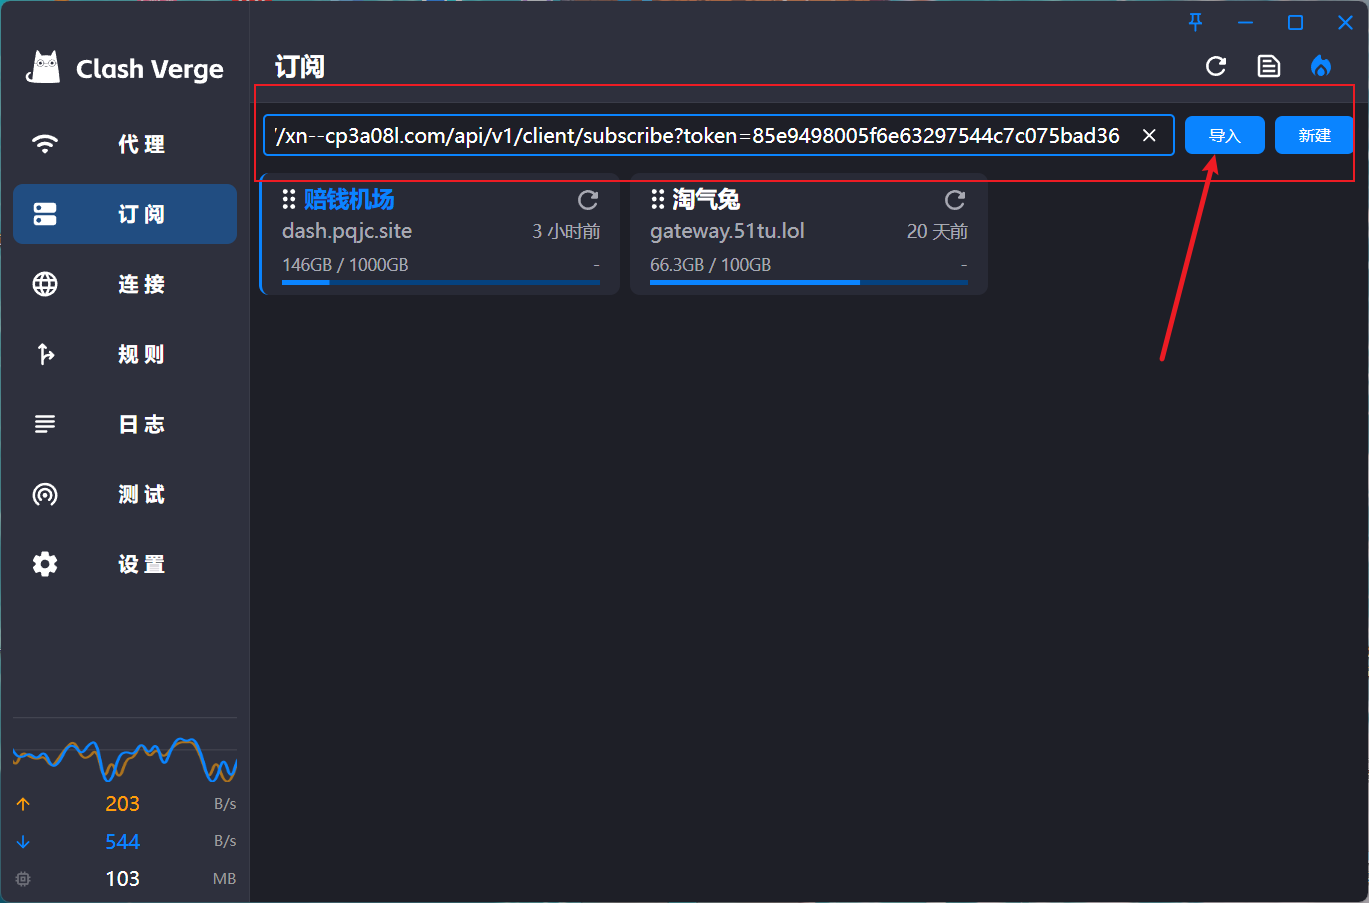 Clash Verge
代 理
订 阅
连 接
规 则
日 志
测 试
设 置
203 B/s
544 B/s
103 MB
订阅
/xn--cp3a08l.com/api/v1/client/subscribe?token=85e9498005f6e63297544c7c075bad36
导入
新建
赔钱机场
dash.pqjc.site 3 小时前
146GB / 1000GB -
淘气兔
gateway.51tu.lol 20 天前
66.3GB / 100GB -